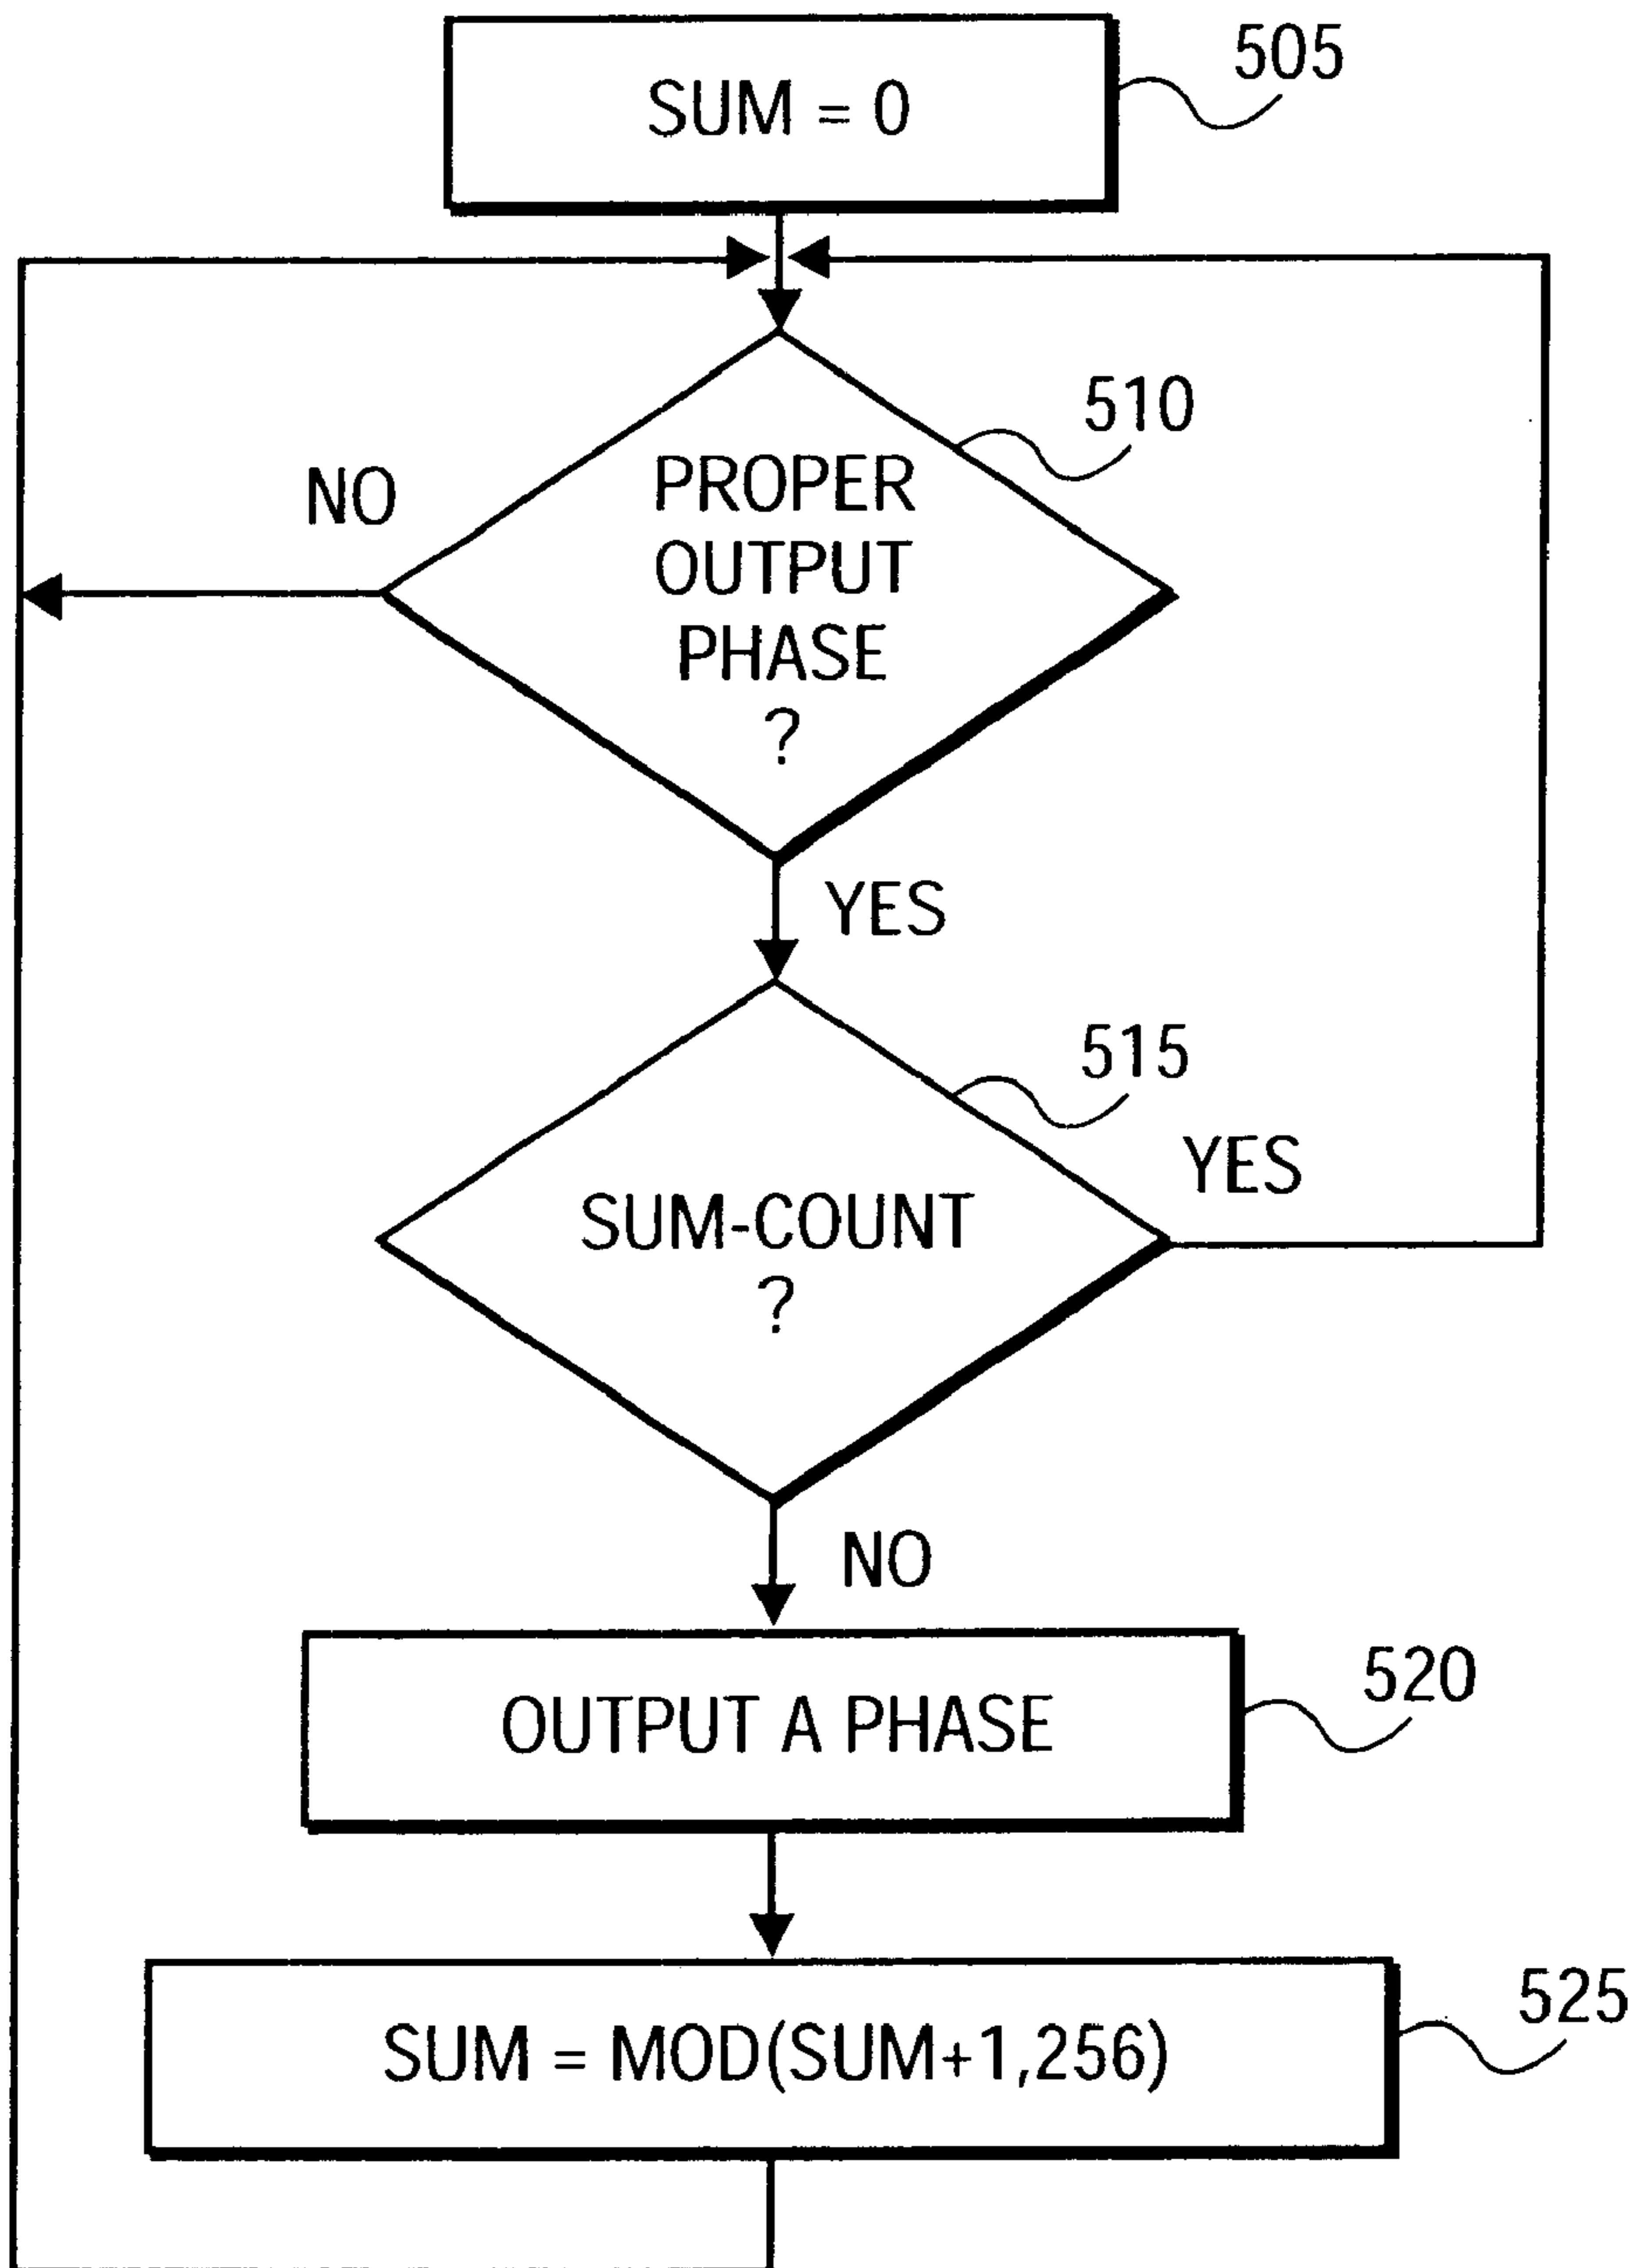 505
SUM = 0
510
NO
PROPER
OUTPUT
PHASE
?
YES
515
YES
SUM-COUNT
?
NO
520
OUTPUT A PHASE
525
SUM = MOD(SUM+1,256)